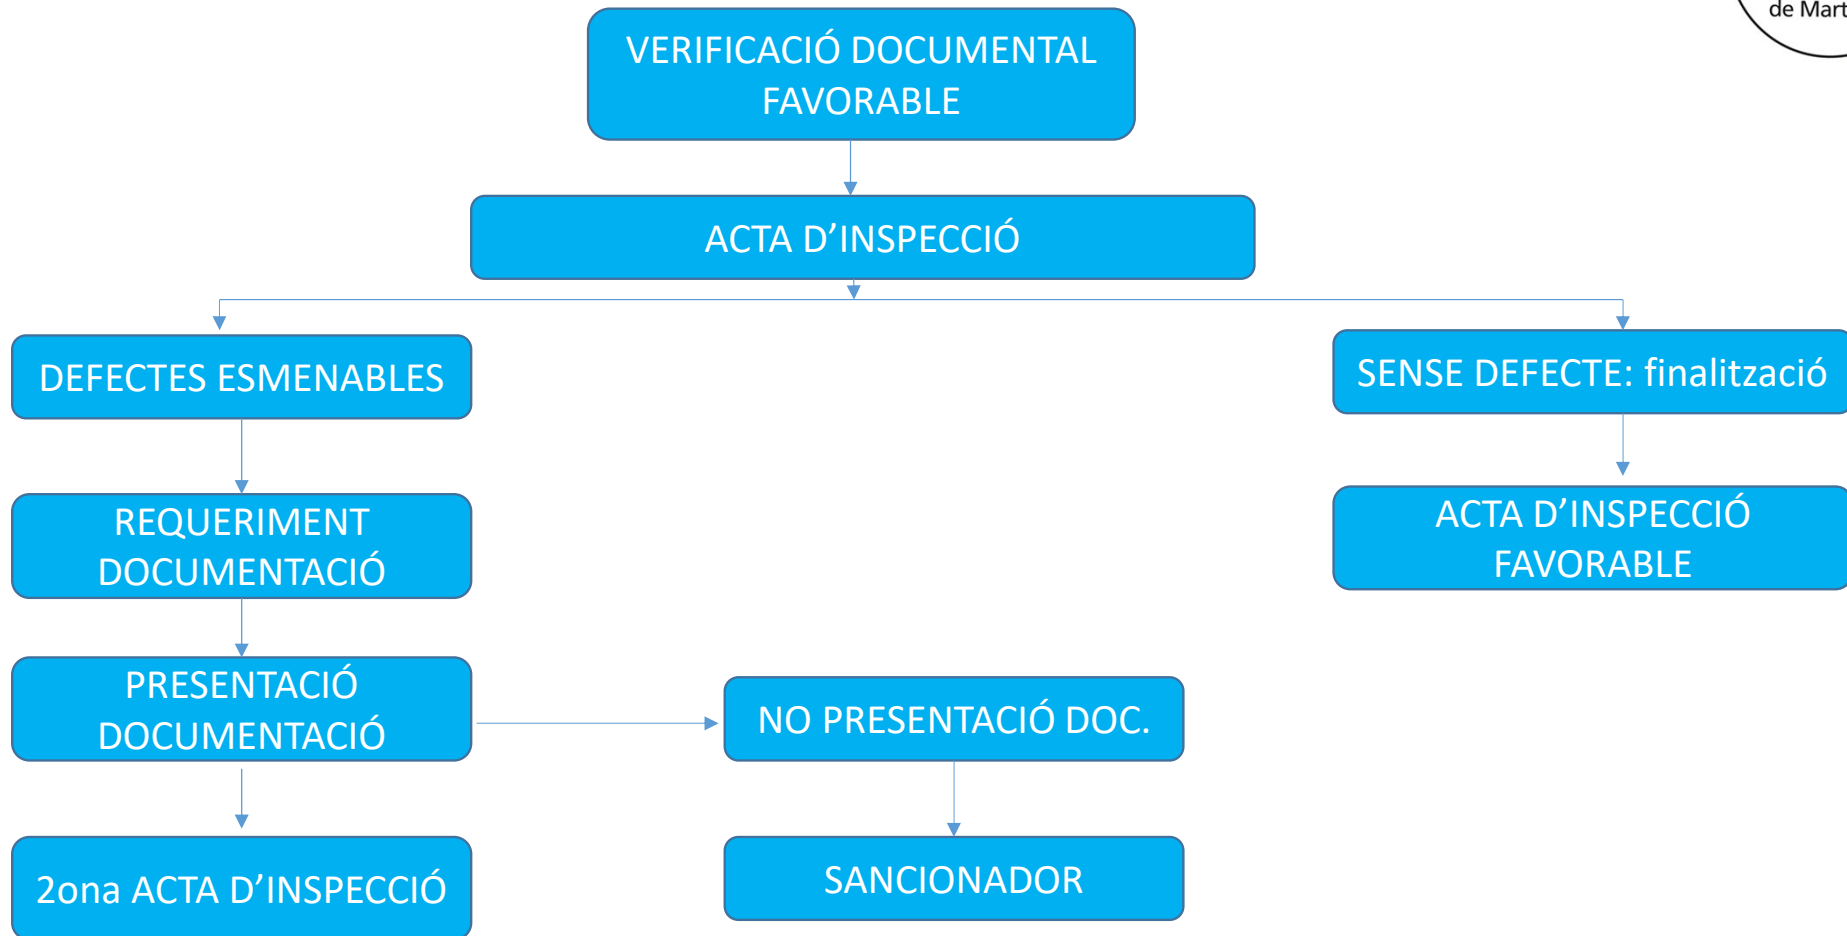 de Mart
VERIFICACIÓ DOCUMENTAL
FAVORABLE
ACTA D’INSPECCIÓ
DEFECTES ESMENABLES
SENSE DEFECTE: finalització
REQUERIMENT
DOCUMENTACIÓ
ACTA D’INSPECCIÓ
FAVORABLE
PRESENTACIÓ
DOCUMENTACIÓ
NO PRESENTACIÓ DOC.
2ona ACTA D’INSPECCIÓ
SANCIONADOR